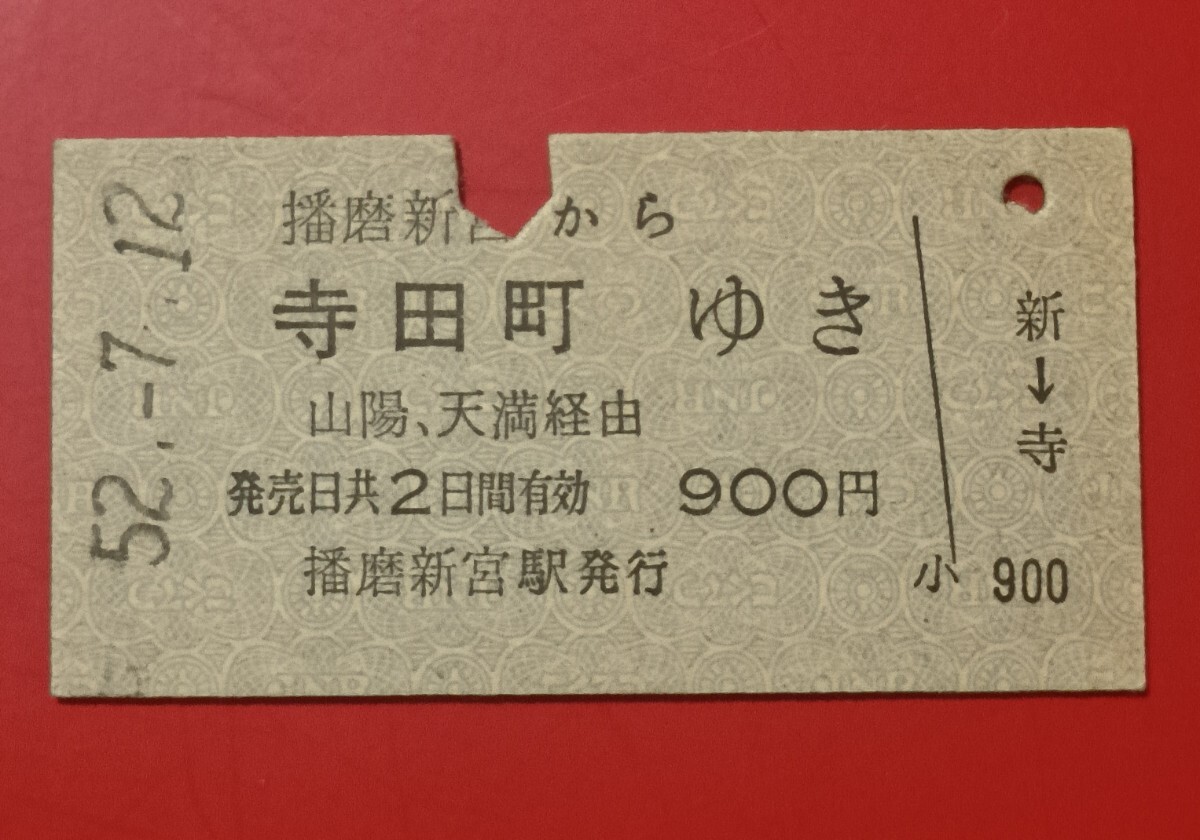 52.-7.12
播磨新宮から
寺田町 ゆき
山陽、天満経由
発売日共2日間有効 900円
播磨新宮駅発行
新→寺
小 900